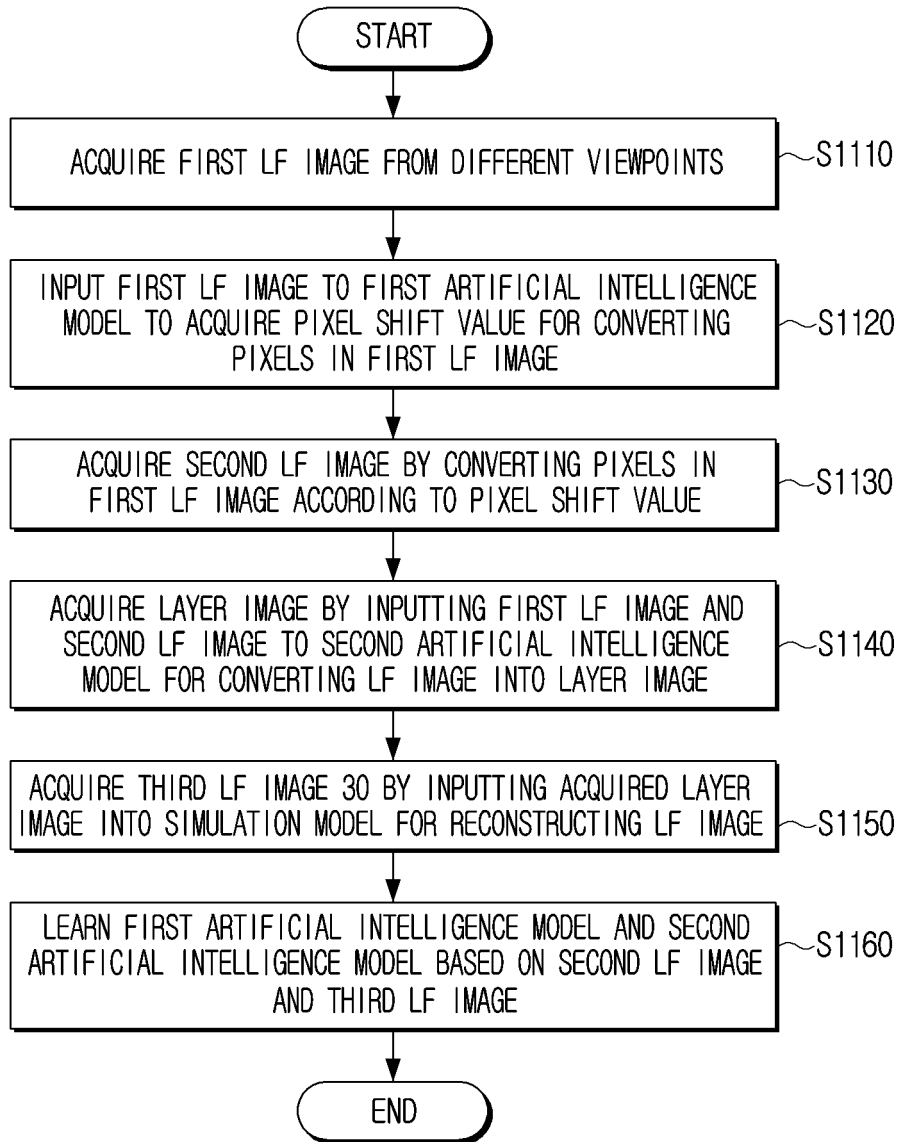 START
ACQUIRE FIRST LF IMAGE FROM DIFFERENT VIEWPOINTS
S1110
INPUT FIRST LF IMAGE TO FIRST ARTIFICIAL INTELLIGENCE
MODEL TO ACQUIRE PIXEL SHIFT VALUE FOR CONVERTING
PIXELS IN FIRST LF IMAGE
S1120
ACQUIRE SECOND LF IMAGE BY CONVERTING PIXELS IN
FIRST LF IMAGE ACCORDING TO PIXEL SHIFT VALUE
S1130
ACQUIRE LAYER IMAGE BY INPUTTING FIRST LF IMAGE AND
SECOND LF IMAGE TO SECOND ARTIFICIAL INTELLIGENCE
MODEL FOR CONVERTING LF IMAGE INTO LAYER IMAGE
S1140
ACQUIRE THIRD LF IMAGE 30 BY INPUTTING ACQUIRED LAYER
IMAGE INTO SIMULATION MODEL FOR RECONSTRUCTING LF IMAGE
S1150
LEARN FIRST ARTIFICIAL INTELLIGENCE MODEL AND SECOND
ARTIFICIAL INTELLIGENCE MODEL BASED ON SECOND LF IMAGE
AND THIRD LF IMAGE
S1160
END